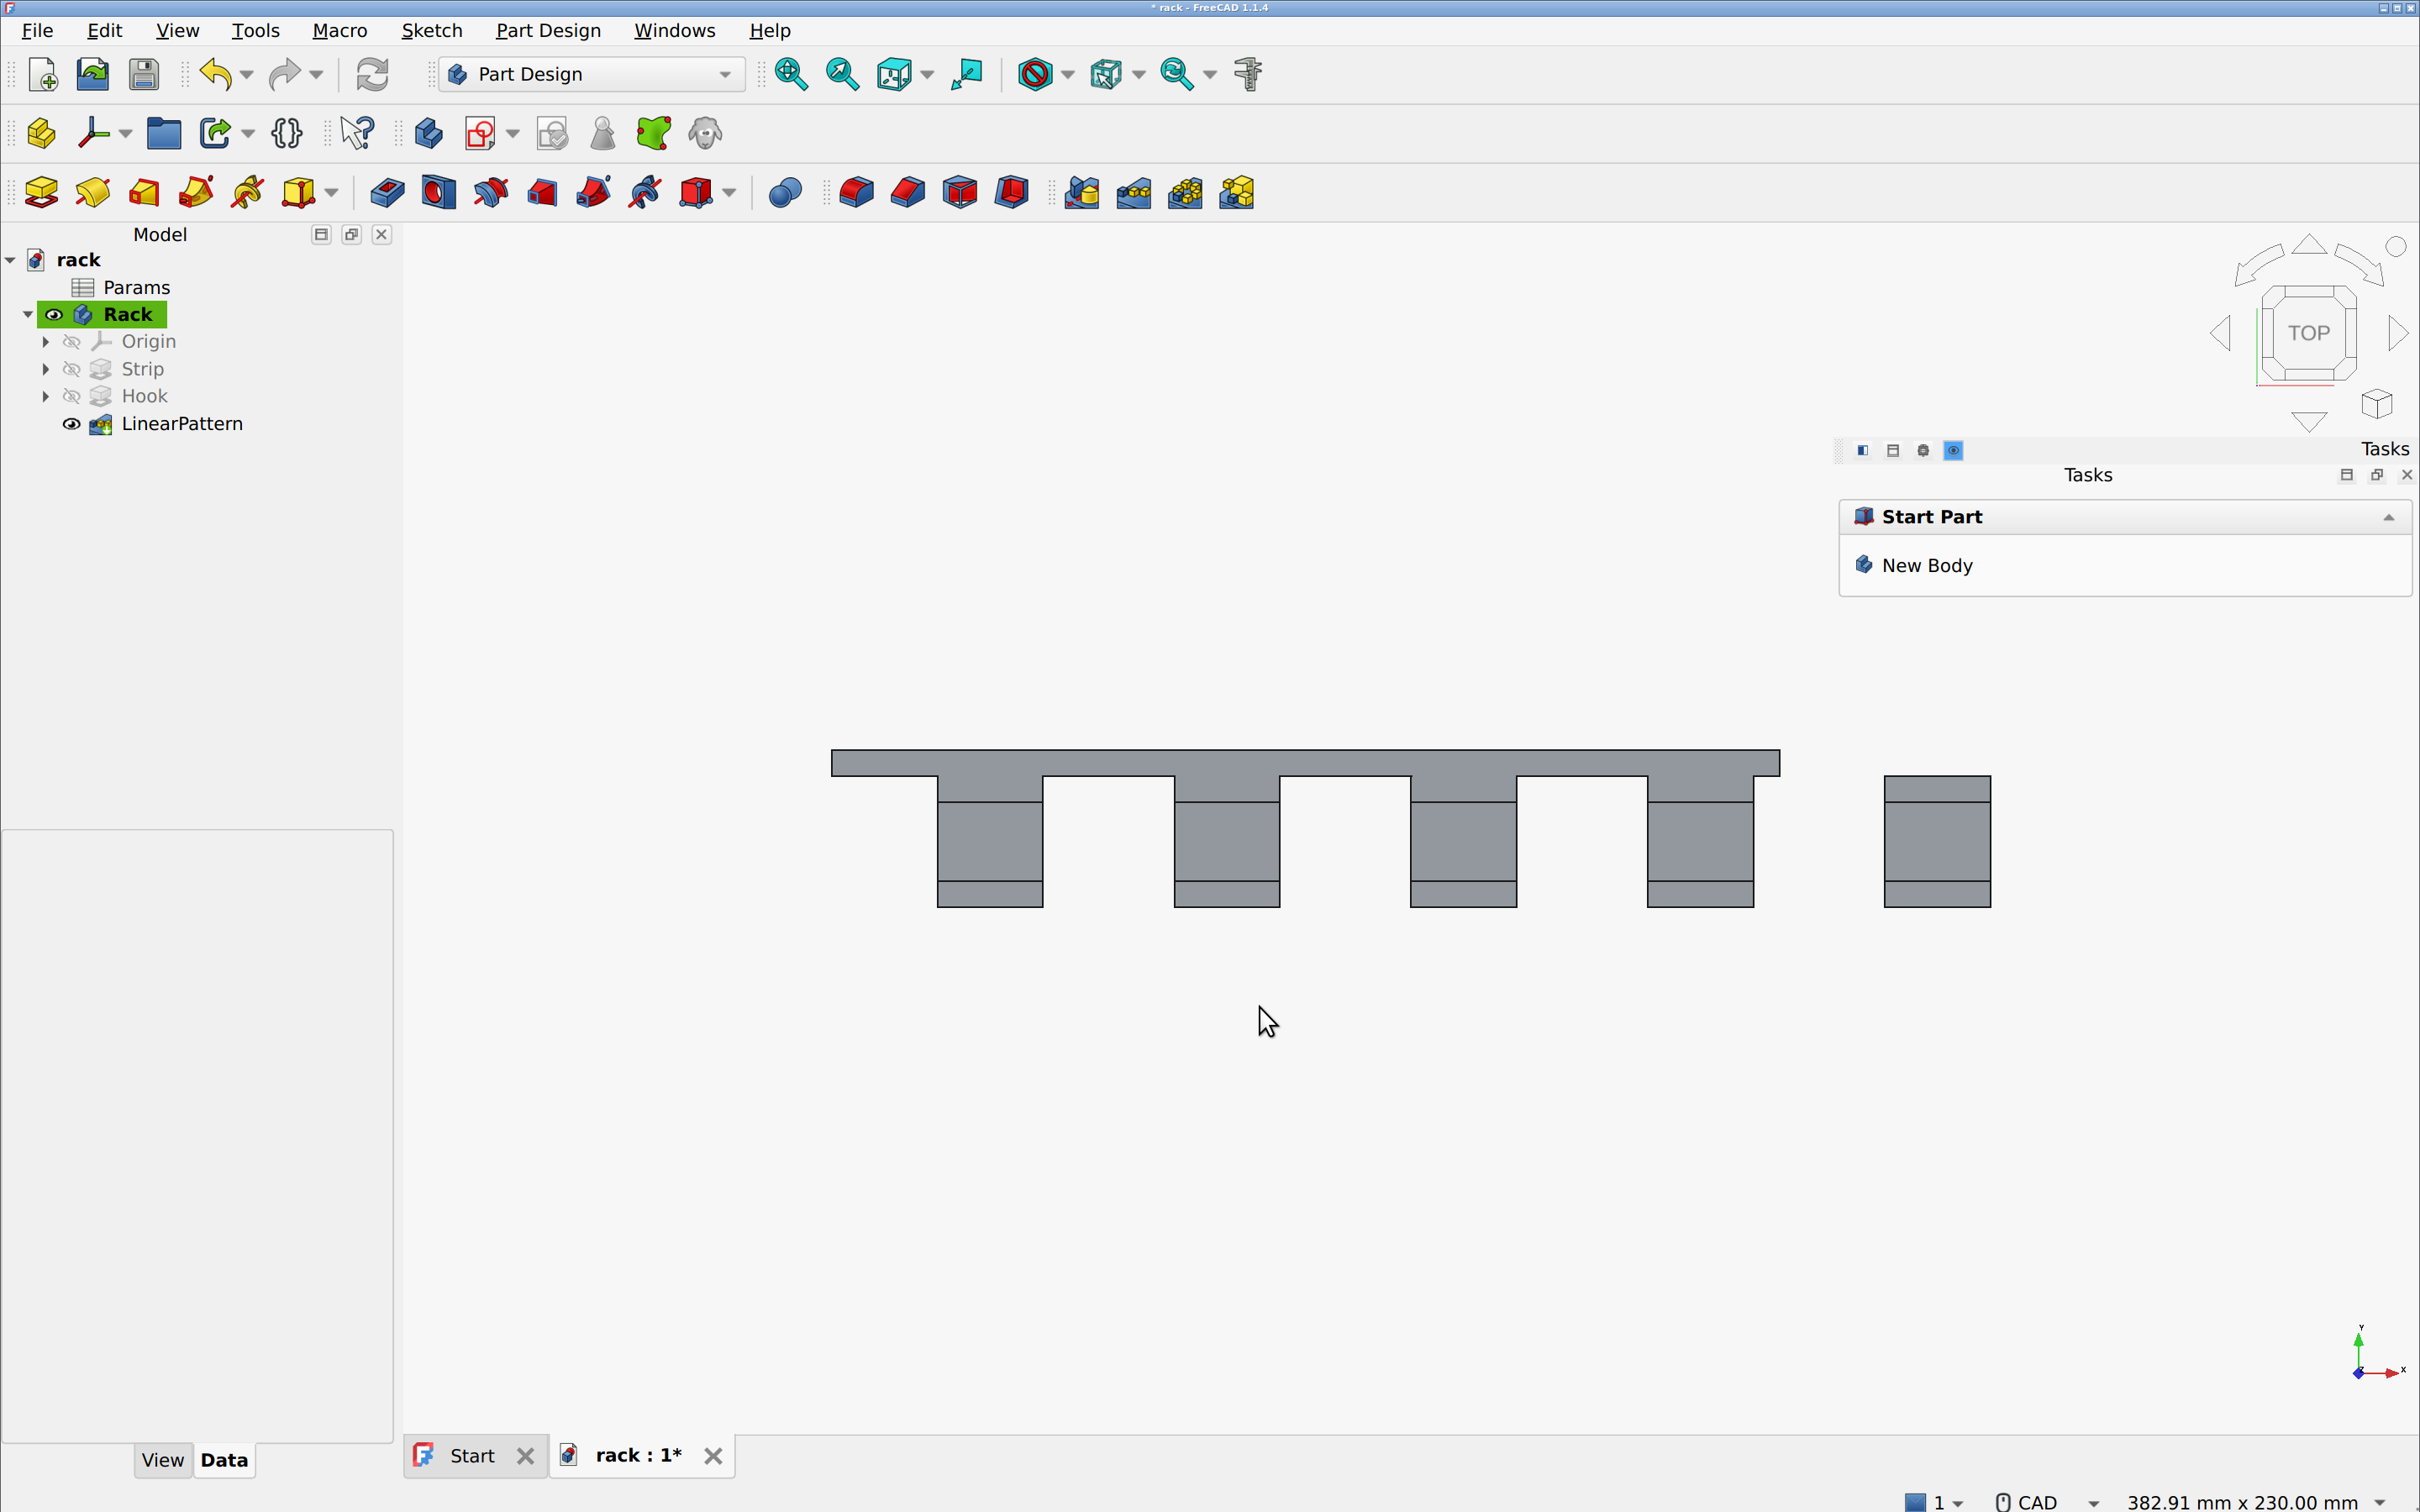 * rack - FreeCAD 1.1.4
File Edit View Tools Macro Sketch Part Design Windows Help
Part Design
Model
rack
Params
Rack
Origin
Strip
Hook
LinearPattern
TOP
Tasks
Tasks
Start Part
New Body
Y
X
View Data
Start
rack : 1*
1 CAD 382.91 mm x 230.00 mm